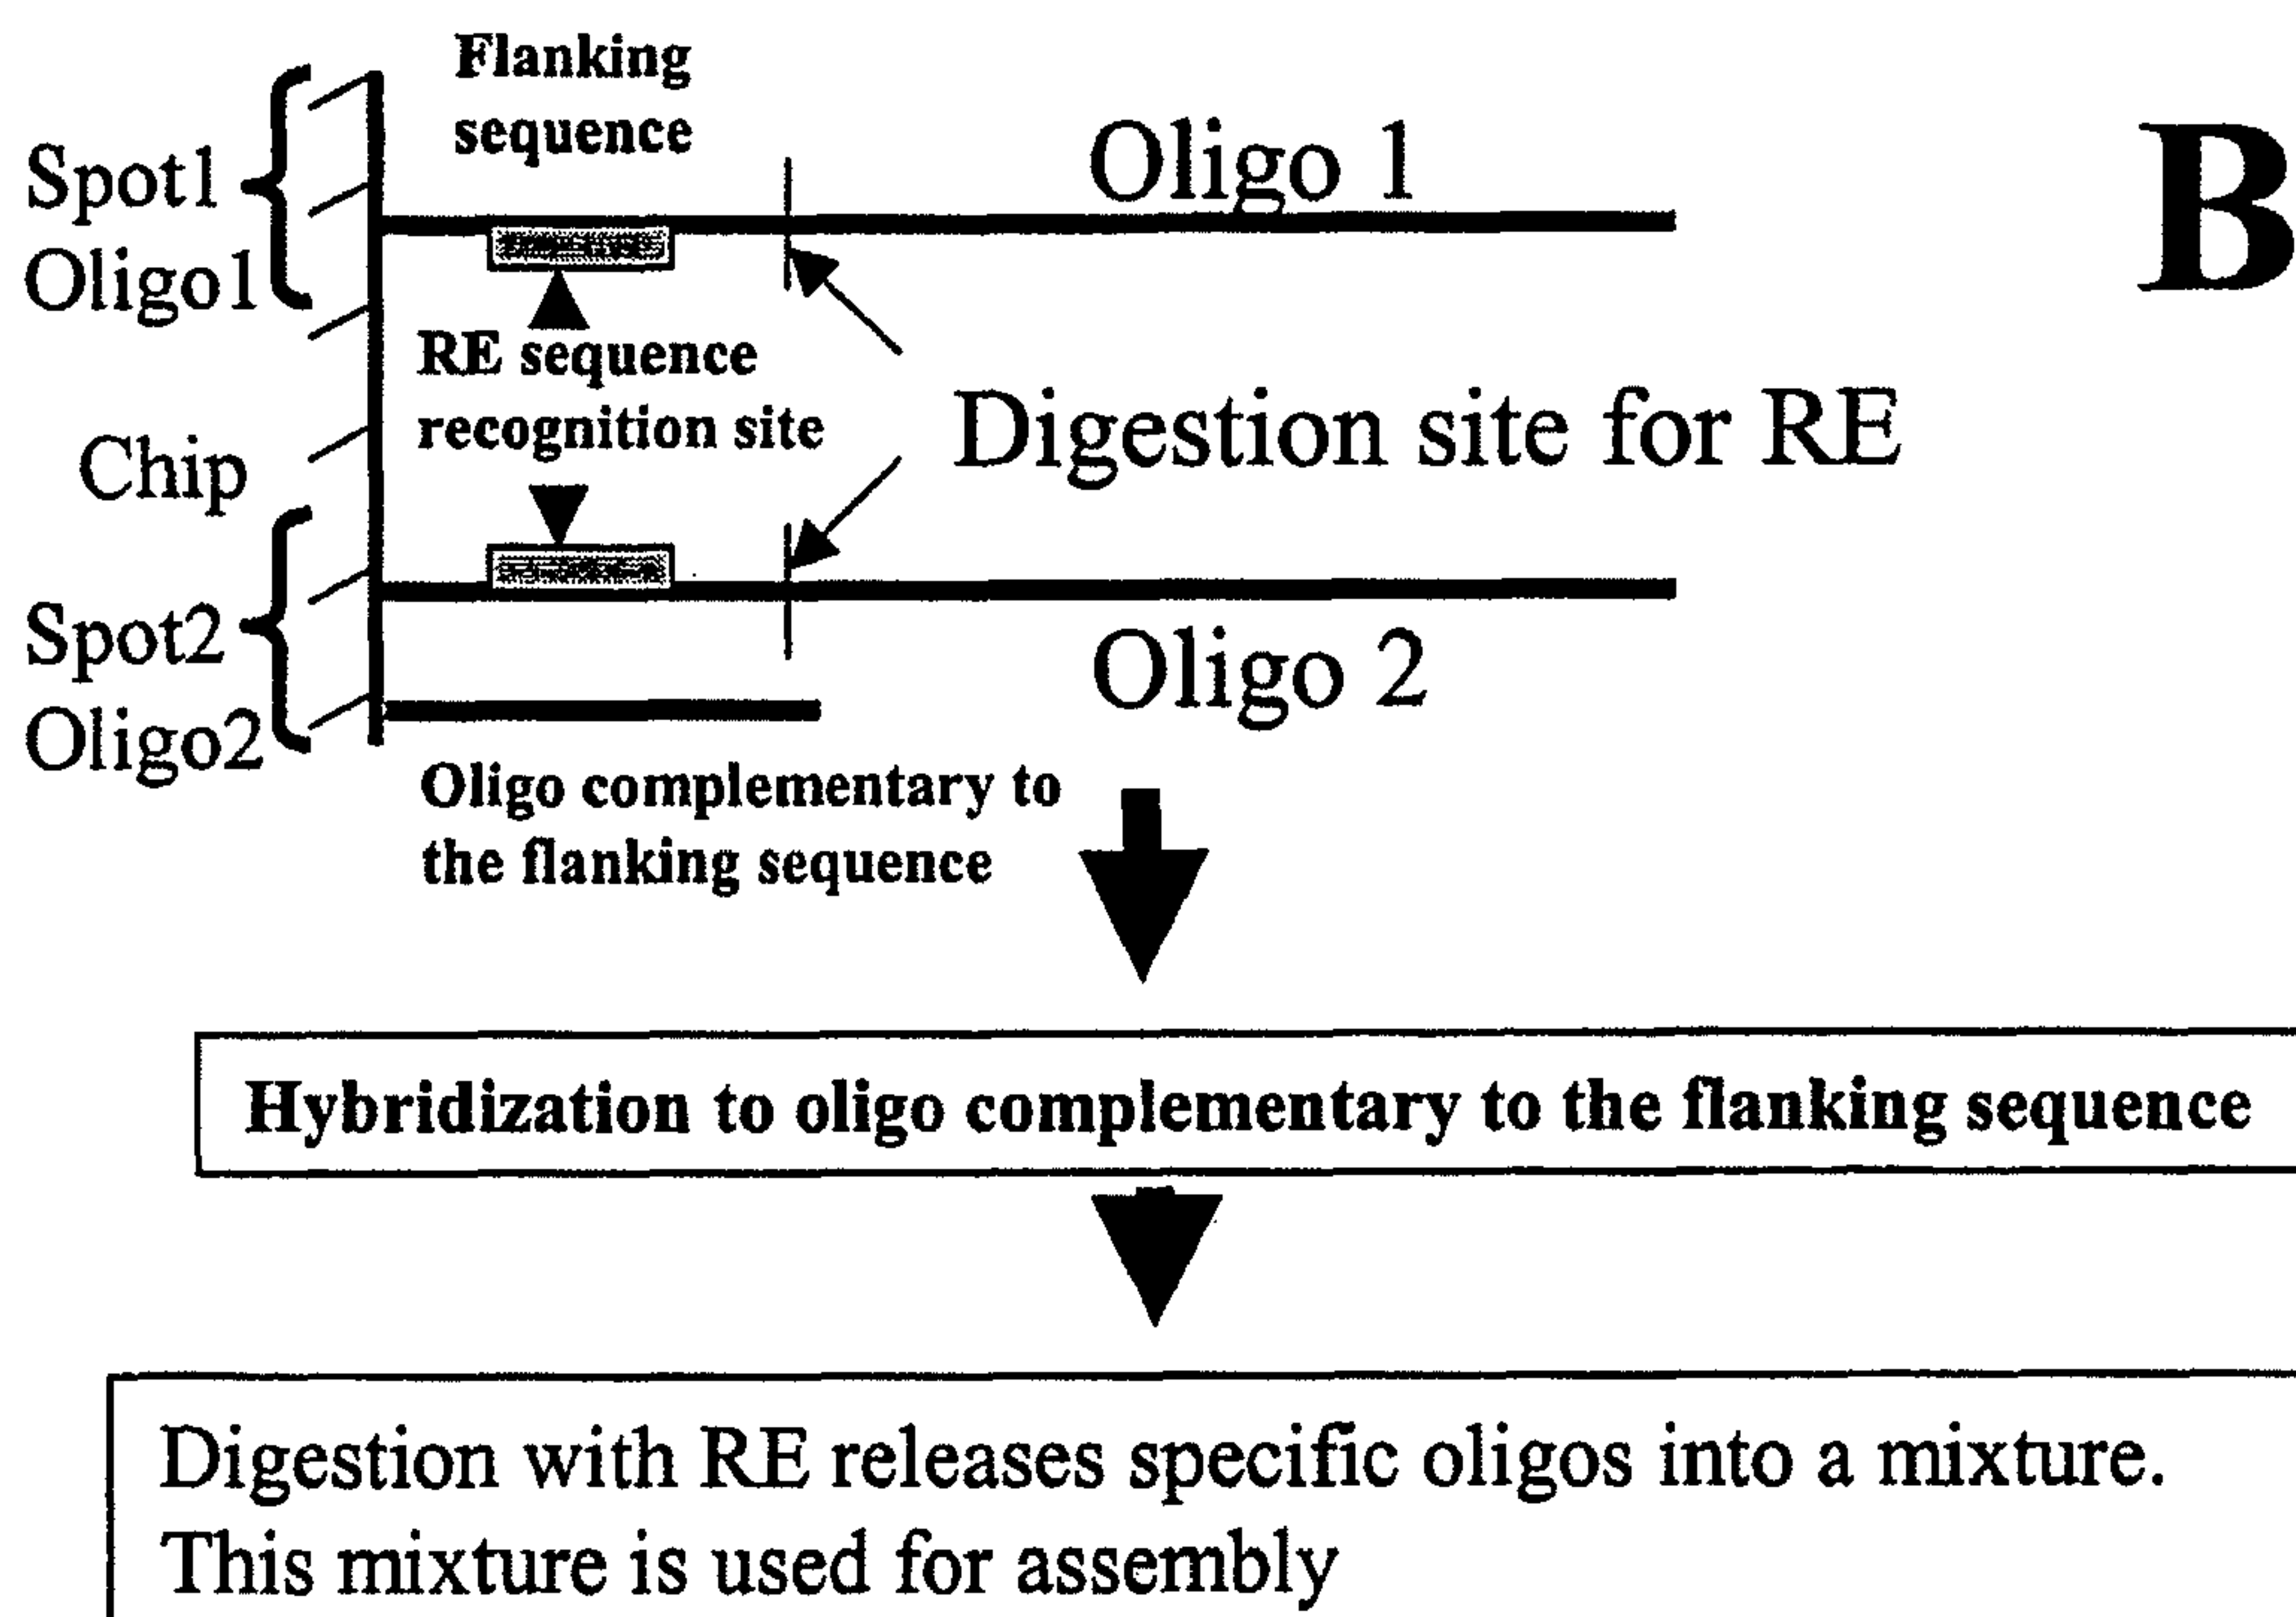 Flanking
sequence
Oligo 1
B
Spot1
Oligo1
RE sequence
recognition site
Digestion site for RE
Chip
Spot2
Oligo2
Oligo 2
Oligo complementary to
the flanking sequence
Hybridization to oligo complementary to the flanking sequence
Digestion with RE releases specific oligos into a mixture.
This mixture is used for assembly